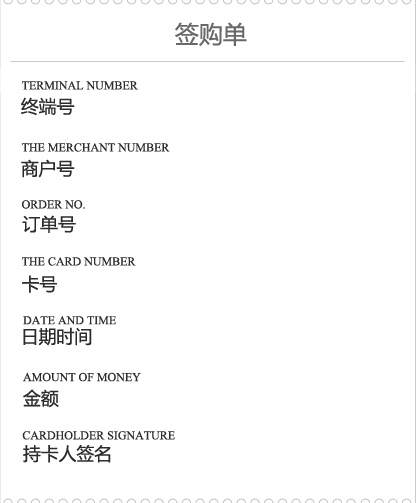 签购单
TERMINAL NUMBER
终端号
THE MERCHANT NUMBER
商户号
ORDER NO.
订单号
THE CARD NUMBER
卡号
DATE AND TIME
日期时间
AMOUNT OF MONEY
金额
CARDHOLDER SIGNATURE
持卡人签名